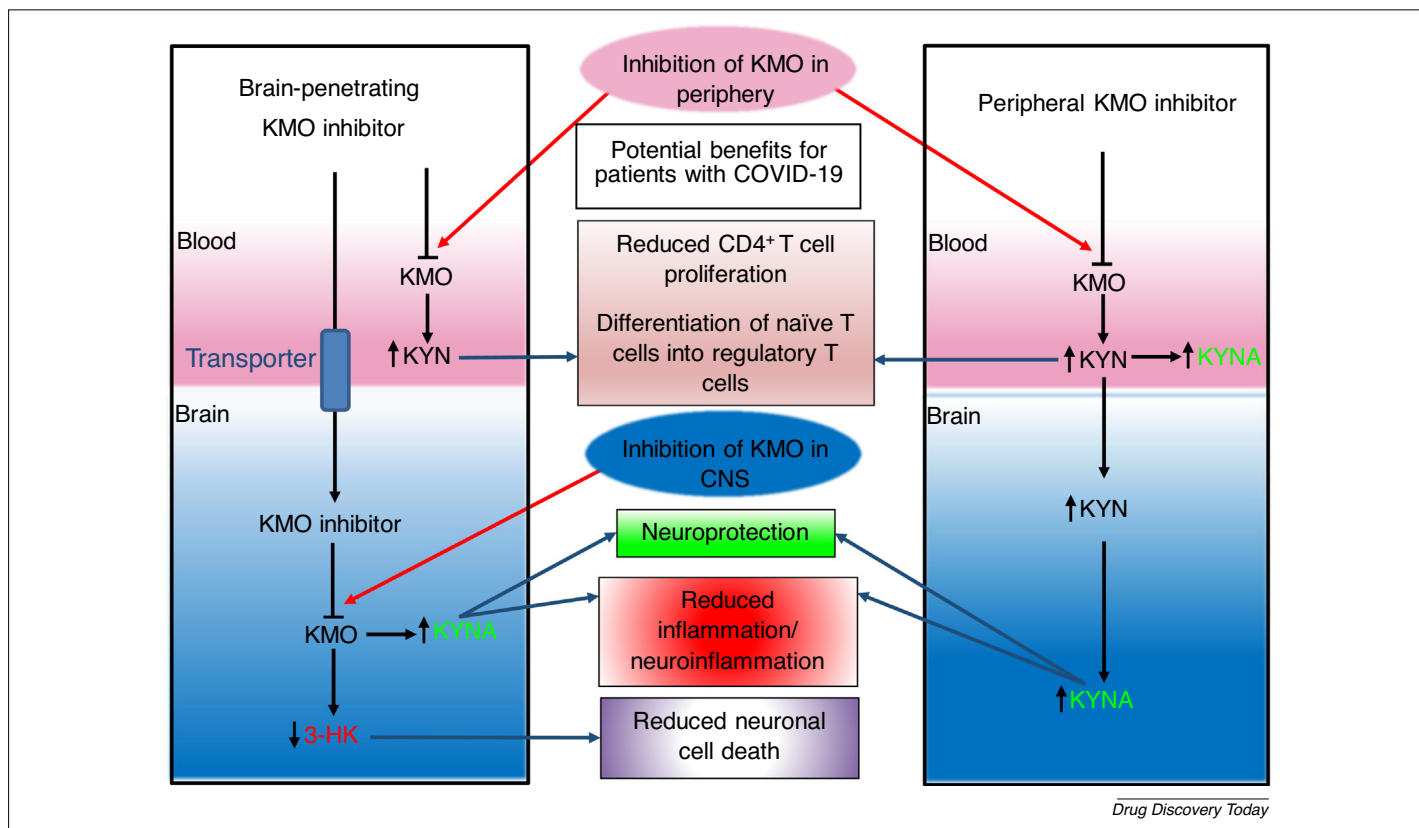 Brain-penetrating
KMO inhibitor
Blood
KMO
↑KYN
Transporter
Brain
KMO inhibitor
KMO
↑KYNA
↓3-HK
Inhibition of KMO in
periphery
Potential benefits for
patients with COVID-19
Reduced CD4⁺ T cell
proliferation
Differentiation of naïve T
cells into regulatory T
cells
Inhibition of KMO in
CNS
Neuroprotection
Reduced
inflammation/
neuroinflammation
Reduced neuronal
cell death
Peripheral KMO inhibitor
Blood
KMO
↑KYN
↑KYNA
Brain
↑KYN
↑KYNA
Drug Discovery Today